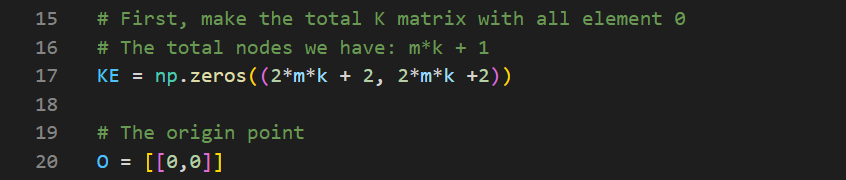 15 # First, make the total K matrix with all element 0
16 # The total nodes we have: m*k + 1
17 KE = np.zeros((2*m*k + 2, 2*m*k +2))
18
19 # The origin point
20 O = [[0,0]]